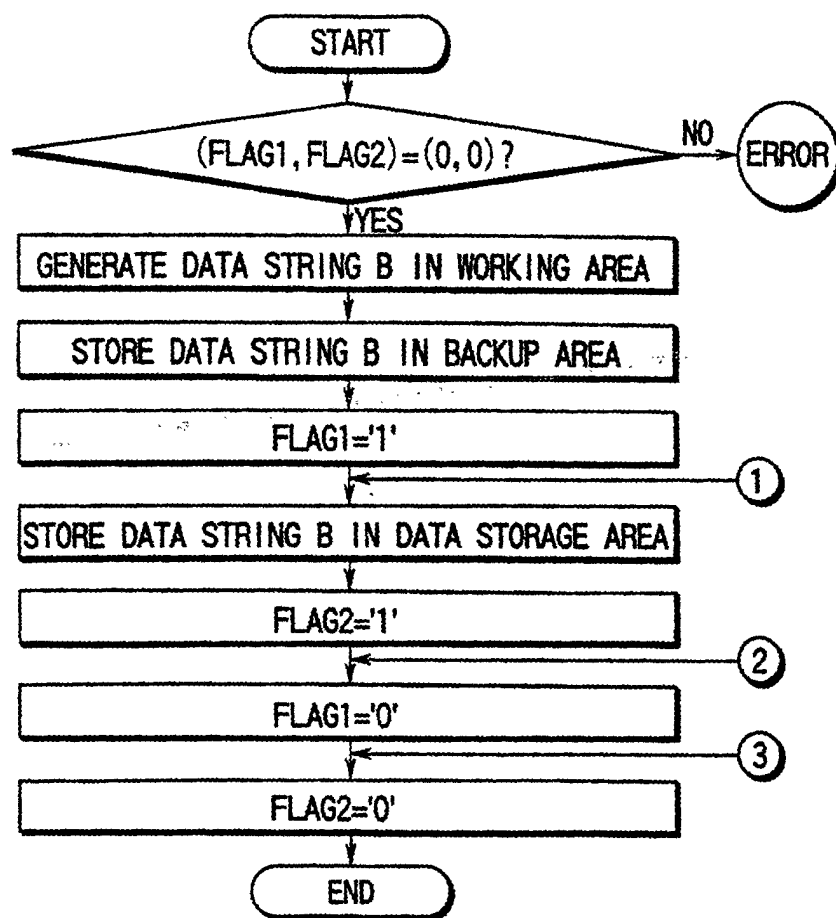 START
(FLAG1, FLAG2)=(0,0)?
NO
ERROR
YES
GENERATE DATA STRING B IN WORKING AREA
STORE DATA STRING B IN BACKUP AREA
FLAG1='1'
1
STORE DATA STRING B IN DATA STORAGE AREA
FLAG2='1'
2
FLAG1='0'
3
FLAG2='0'
END